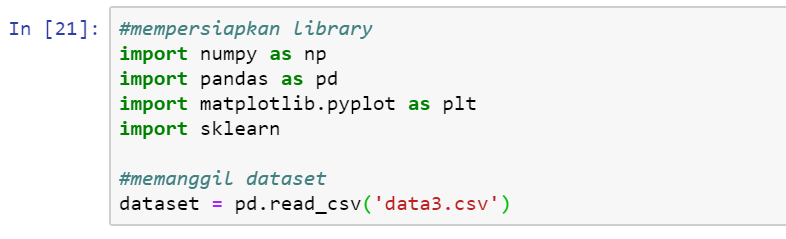 In [21]: #mempersiapkan library
import numpy as np
import pandas as pd
import matplotlib.pyplot as plt
import sklearn
#memanggil dataset
dataset = pd.read_csv('data3.csv')